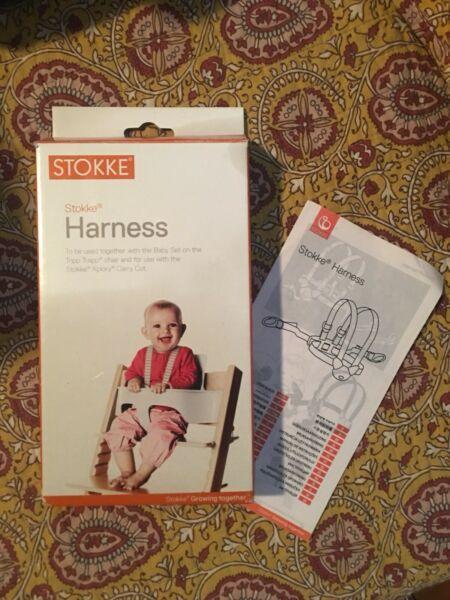 STOKKE®
Stokke®
Harness
To be used together with the Baby Set on the
Tripp Trapp® chair and for use with the
Stokke® Xplory® Carry Cot.
Stokke® Growing together
Stokke® Harness